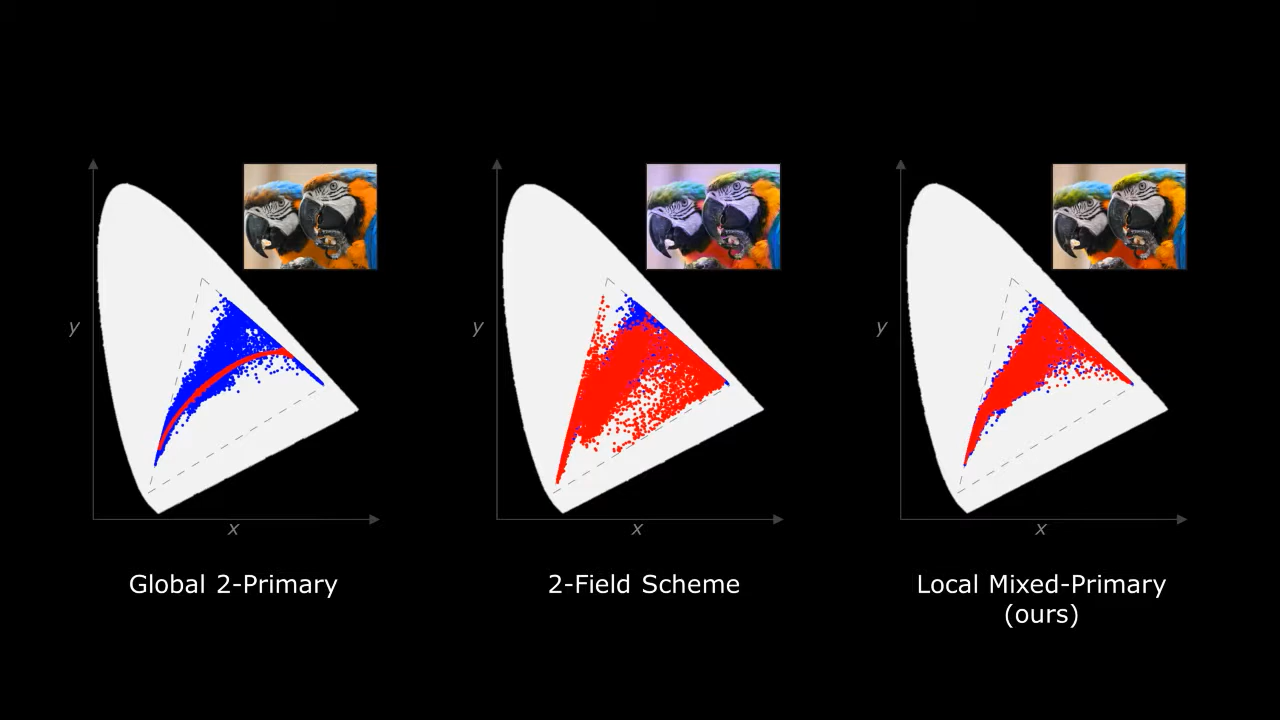 y
x
Global 2-Primary
y
x
2-Field Scheme
y
x
Local Mixed-Primary
(ours)